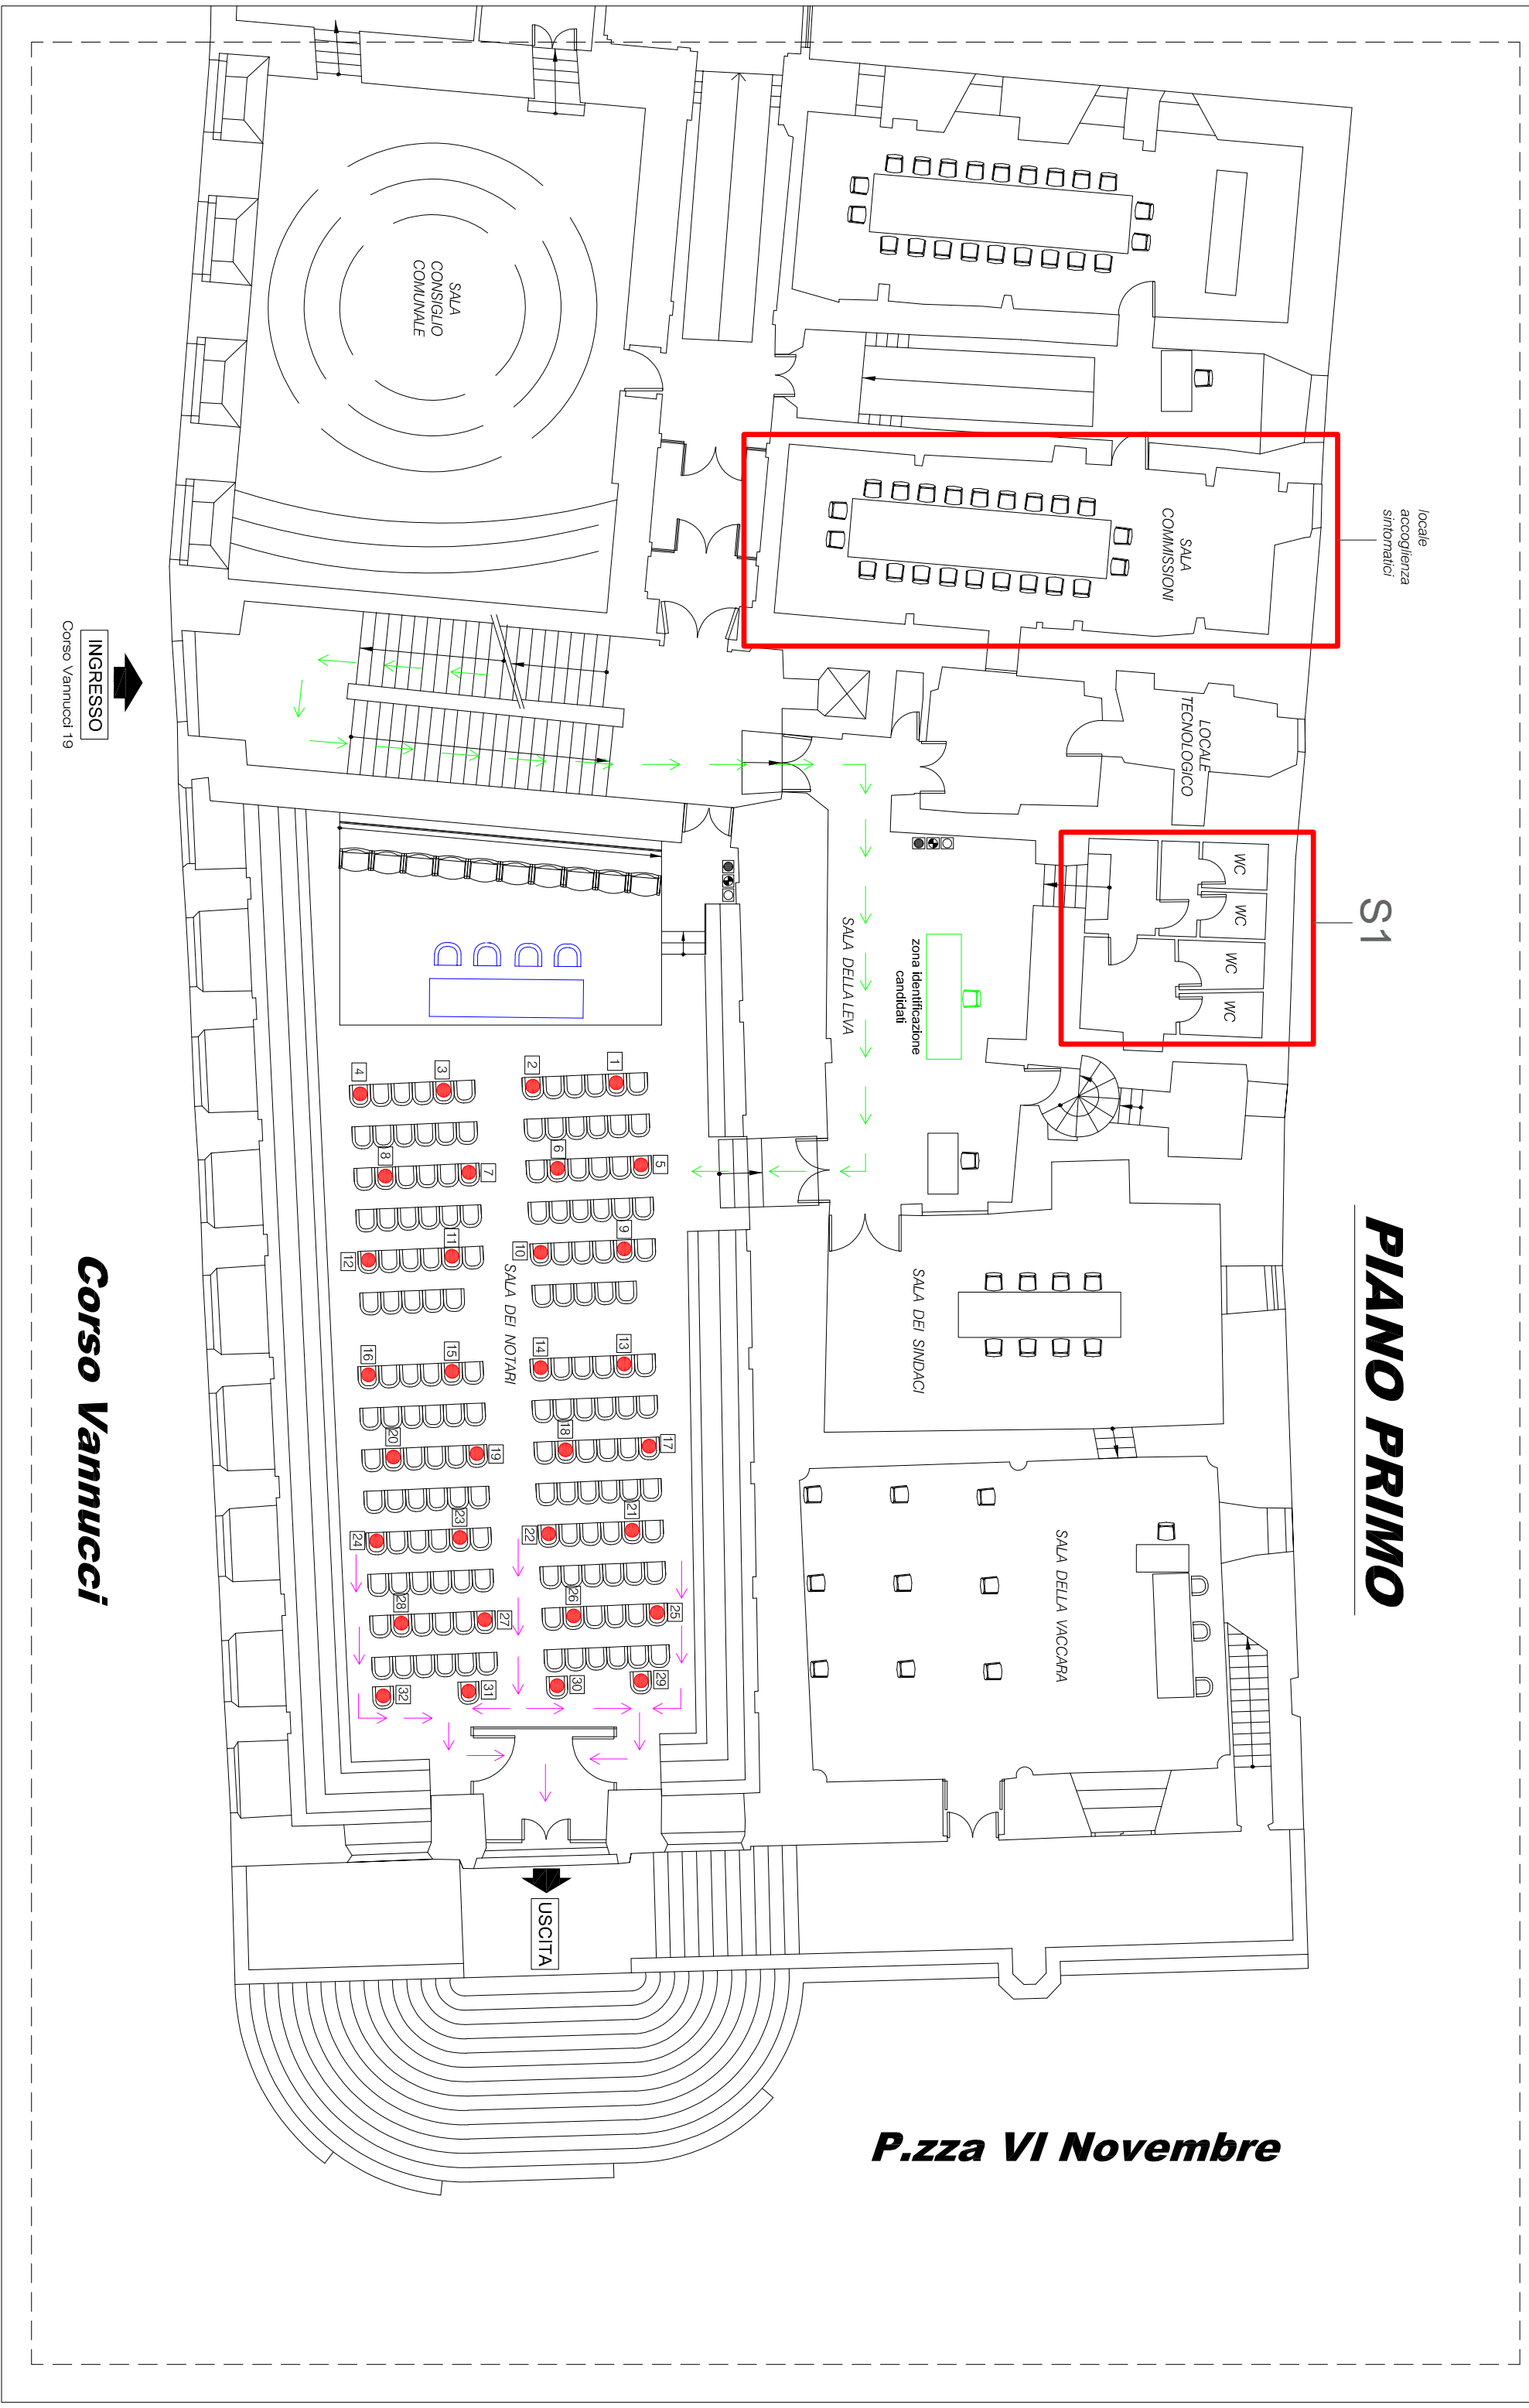 PIANO PRIMO
P.zza VI Novembre
Corso Vannucci
INGRESSO
Corso Vannucci 19
USCITA
S1
locale
accoglienza
sintomatici
SALA
CONSIGLIO
COMUNALE
SALA
COMMISSIONI
LOCALE
TECNOLOGICO
WC
WC
WC
WC
SALA DELLA LEVA
zona identificazione
candidati
SALA DEI SINDACI
SALA DELLA VACCARA
SALA DEI NOTARI
1
2
3
4
5
6
7
8
9
10
11
12
13
14
15
16
17
18
19
20
21
22
23
24
25
26
27
28
29
30
31
32